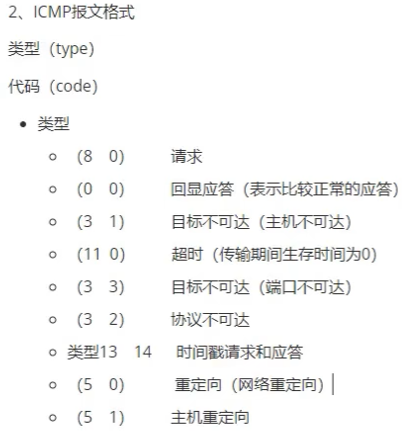 2、ICMP报文格式
类型（type）
代码（code）
类型
（8 0） 请求
（0 0） 回显应答（表示比较正常的应答）
（3 1） 目标不可达（主机不可达）
（11 0） 超时（传输期间生存时间为0）
（3 3） 目标不可达（端口不可达）
（3 2） 协议不可达
类型13 14 时间戳请求和应答
（5 0） 重定向（网络重定向）
（5 1） 主机重定向